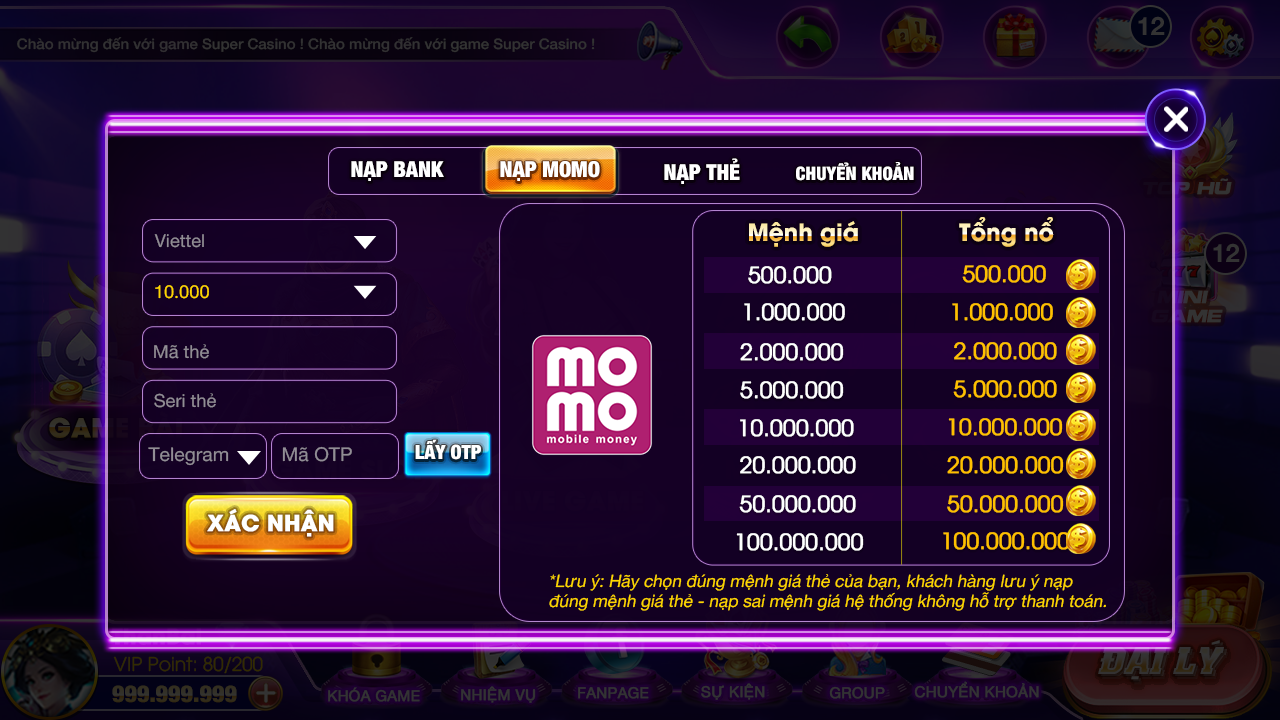 Chào mừng đến với game Super Casino ! Chào mừng đến với game Super Casino !
12
TOP HŨ
NẠP BANK
NẠP MOMO
NẠP THẺ
CHUYỂN KHOẢN
Viettel
10.000
Mã thẻ
Seri thẻ
Telegram
Mã OTP
LẤY OTP
XÁC NHẬN
mo
mo
mobile money
Mệnh giá Tổng nổ
500.000 500.000
1.000.000 1.000.000
2.000.000 2.000.000
5.000.000 5.000.000
10.000.000 10.000.000
20.000.000 20.000.000
50.000.000 50.000.000
100.000.000 100.000.000
*Lưu ý: Hãy chọn đúng mệnh giá thẻ của bạn, khách hàng lưu ý nạp
đúng mệnh giá thẻ - nạp sai mệnh giá hệ thống không hỗ trợ thanh toán.
12
MINI
GAME
GAME
VIP Point: 80/200
999.999.999
KHÓA GAME
NHIỆM VỤ
FANPAGE
SỰ KIỆN
GROUP
CHUYỂN KHOẢN
ĐẠI LÝ